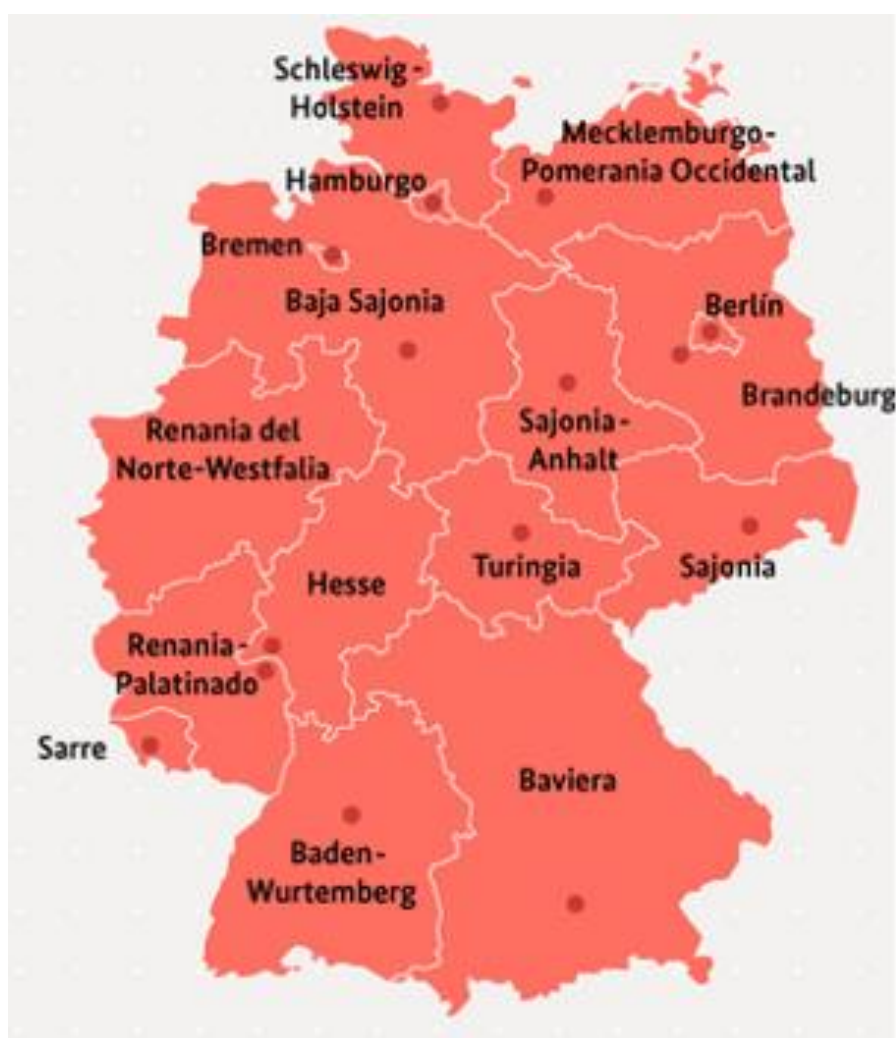 Schleswig-
Holstein
Mecklemburgo-
Pomerania Occidental
Hamburgo
Bremen
Baja Sajonia
Berlín
Brandeburg
Renania del
Norte-Westfalia
Sajonia-
Anhalt
Hesse
Turingia
Sajonia
Renania-
Palatinado
Sarre
Baviera
Baden-
Wurtemberg